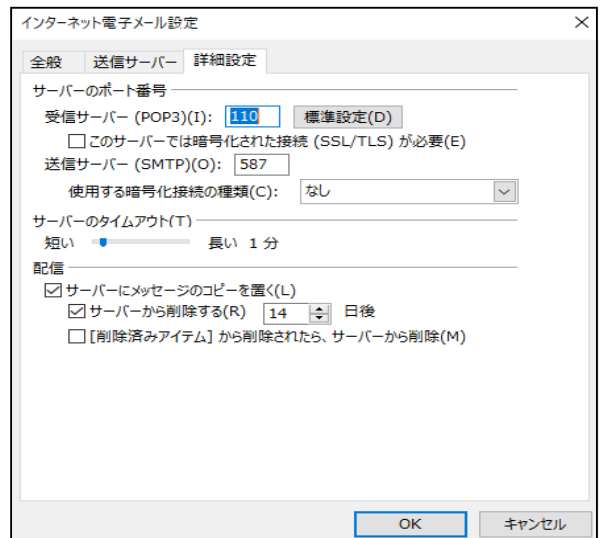 インターネット電子メール設定
全般 送信サーバー 詳細設定
サーバーのポート番号
受信サーバー (POP3)(I): 110 標準設定(D)
このサーバーでは暗号化された接続 (SSL/TLS) が必要(E)
送信サーバー (SMTP)(O): 587
使用する暗号化接続の種類(C): なし
サーバーのタイムアウト(T)
短い 長い 1 分
配信
サーバーにメッセージのコピーを置く(L)
サーバーから削除する(R) 14 日後
[削除済みアイテム] から削除されたら、サーバーから削除(M)
OK キャンセル